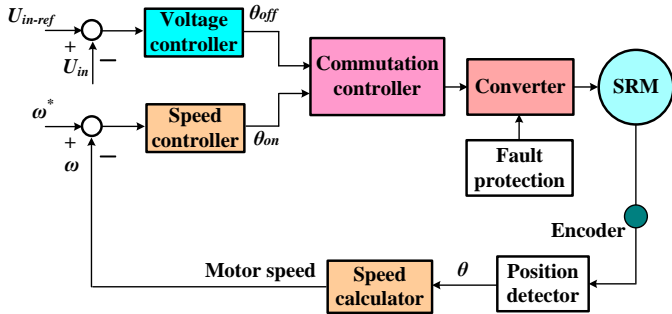 U_in-ref
+
−
U_in
Voltage
controller
θ_off
ω*
+
−
ω
Speed
controller
θ_on
Commutation
controller
Converter
SRM
Fault
protection
Encoder
Position
detector
θ
Speed
calculator
Motor speed